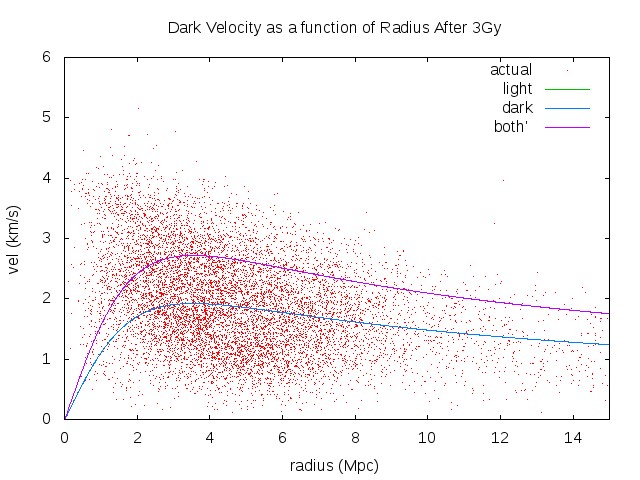 Dark Velocity as a function of Radius After 3Gy
actual
light
dark
both'
6
5
4
3
2
1
0
vel (km/s)
0 2 4 6 8 10 12 14
radius (Mpc)